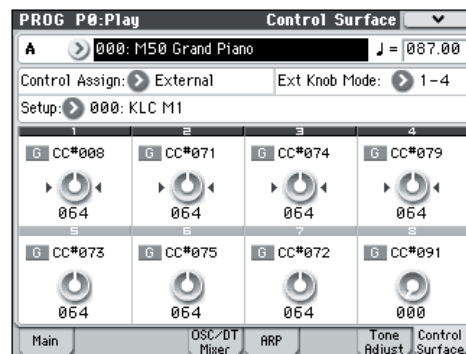 PROG P0:Play Control Surface
A 000: M50 Grand Piano ♩= 087.00
Control Assign: External Ext Knob Mode: 1-4
Setup: 000: KLC M1
1 2 3 4
G CC#008 G CC#071 G CC#074 G CC#079
064 064 064 064
5 6 7 8
G CC#073 G CC#075 G CC#072 G CC#091
064 064 064 000
Main OSC/DT Mixer ARP Tone Adjust Control Surface